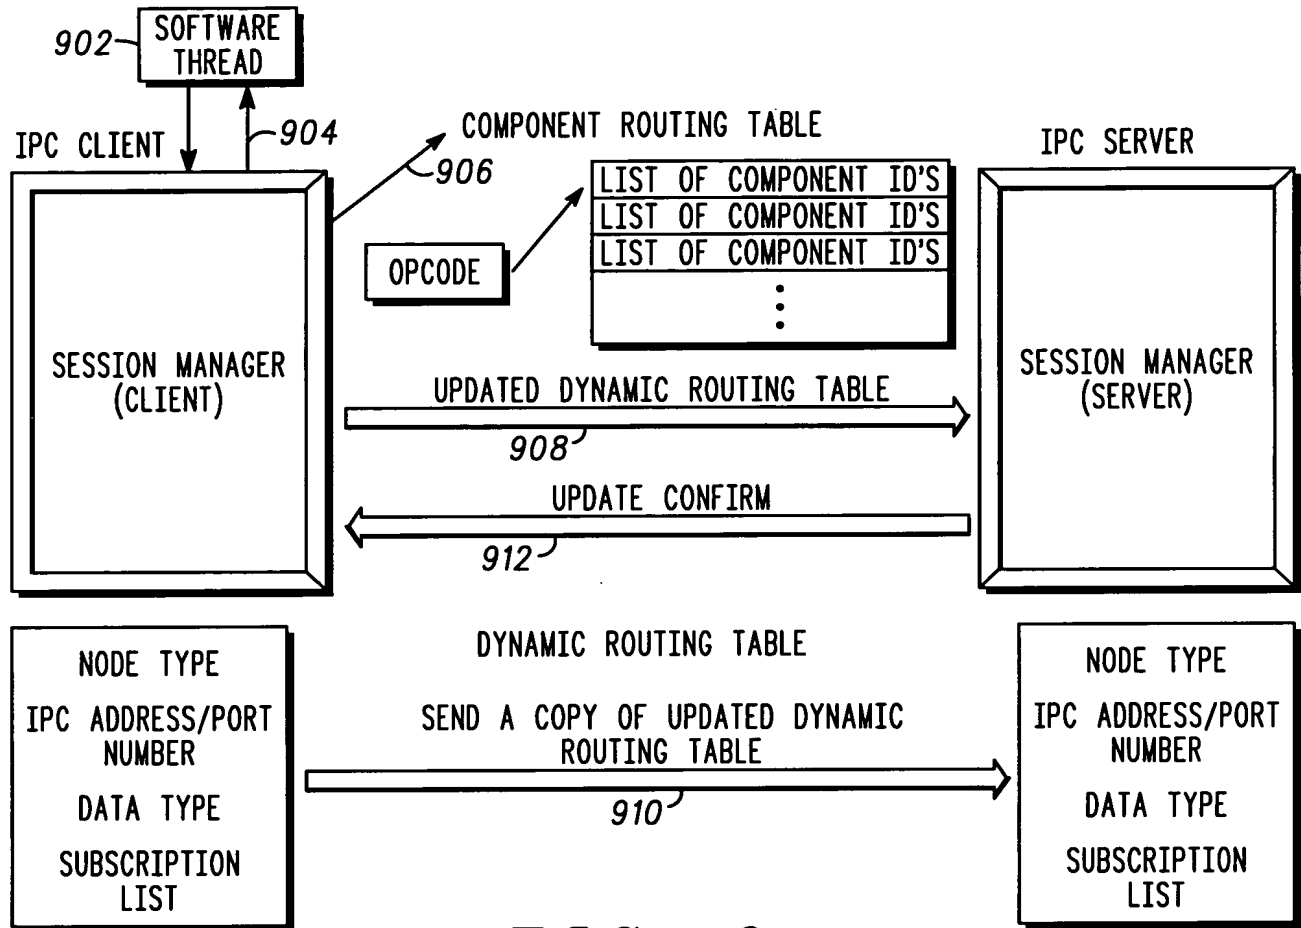 902
SOFTWARE
THREAD
904
IPC CLIENT
COMPONENT ROUTING TABLE
906
IPC SERVER
LIST OF COMPONENT ID'S
LIST OF COMPONENT ID'S
LIST OF COMPONENT ID'S
OPCODE
SESSION MANAGER
(CLIENT)
SESSION MANAGER
(SERVER)
UPDATED DYNAMIC ROUTING TABLE
908
UPDATE CONFIRM
912
NODE TYPE
IPC ADDRESS/PORT
NUMBER
DATA TYPE
SUBSCRIPTION
LIST
DYNAMIC ROUTING TABLE
SEND A COPY OF UPDATED DYNAMIC
ROUTING TABLE
910
NODE TYPE
IPC ADDRESS/PORT
NUMBER
DATA TYPE
SUBSCRIPTION
LIST